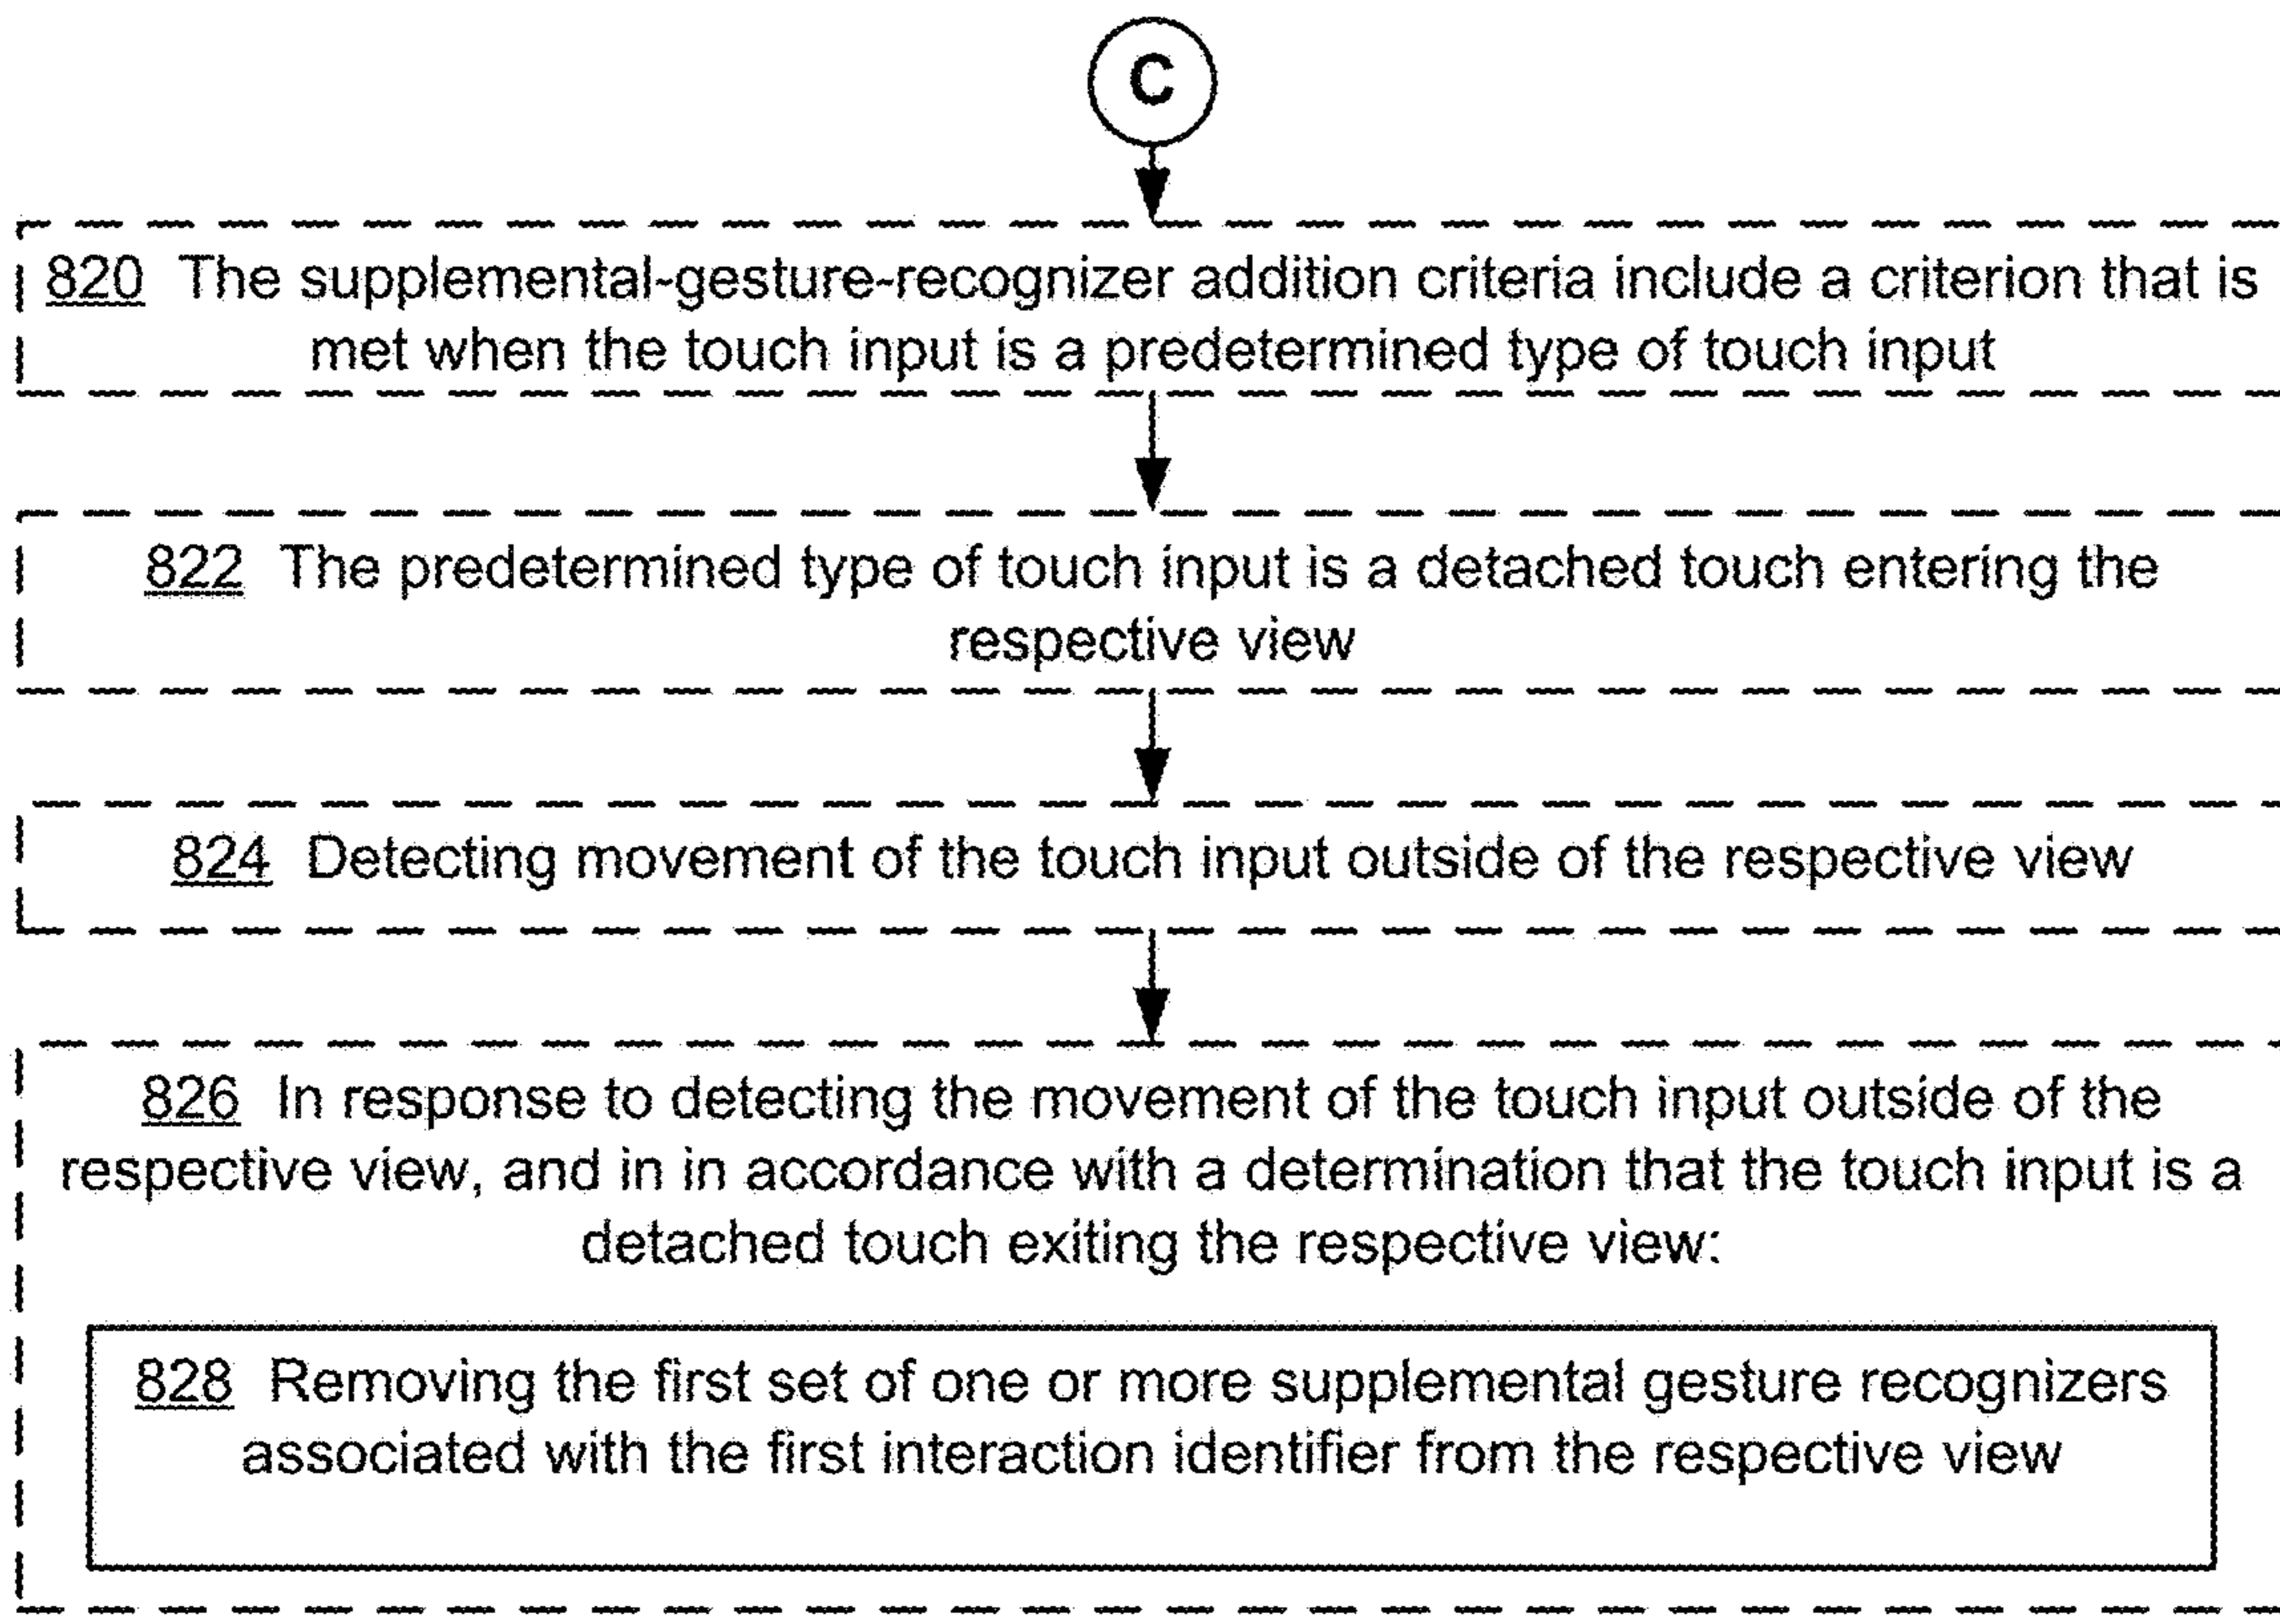 C
820 The supplemental-gesture-recognizer addition criteria include a criterion that is
met when the touch input is a predetermined type of touch input
822 The predetermined type of touch input is a detached touch entering the
respective view
824 Detecting movement of the touch input outside of the respective view
826 In response to detecting the movement of the touch input outside of the
respective view, and in in accordance with a determination that the touch input is a
detached touch exiting the respective view:
828 Removing the first set of one or more supplemental gesture recognizers
associated with the first interaction identifier from the respective view